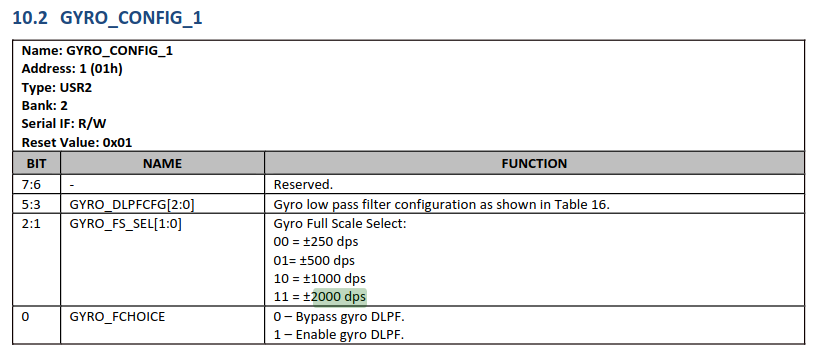 10.2 GYRO_CONFIG_1
Name: GYRO_CONFIG_1
Address: 1 (01h)
Type: USR2
Bank: 2
Serial IF: R/W
Reset Value: 0x01
BIT NAME FUNCTION
7:6 - Reserved.
5:3 GYRO_DLPFCFG[2:0] Gyro low pass filter configuration as shown in Table 16.
2:1 GYRO_FS_SEL[1:0] Gyro Full Scale Select:
00 = ±250 dps
01= ±500 dps
10 = ±1000 dps
11 = ±2000 dps
0 GYRO_FCHOICE 0 – Bypass gyro DLPF.
1 – Enable gyro DLPF.